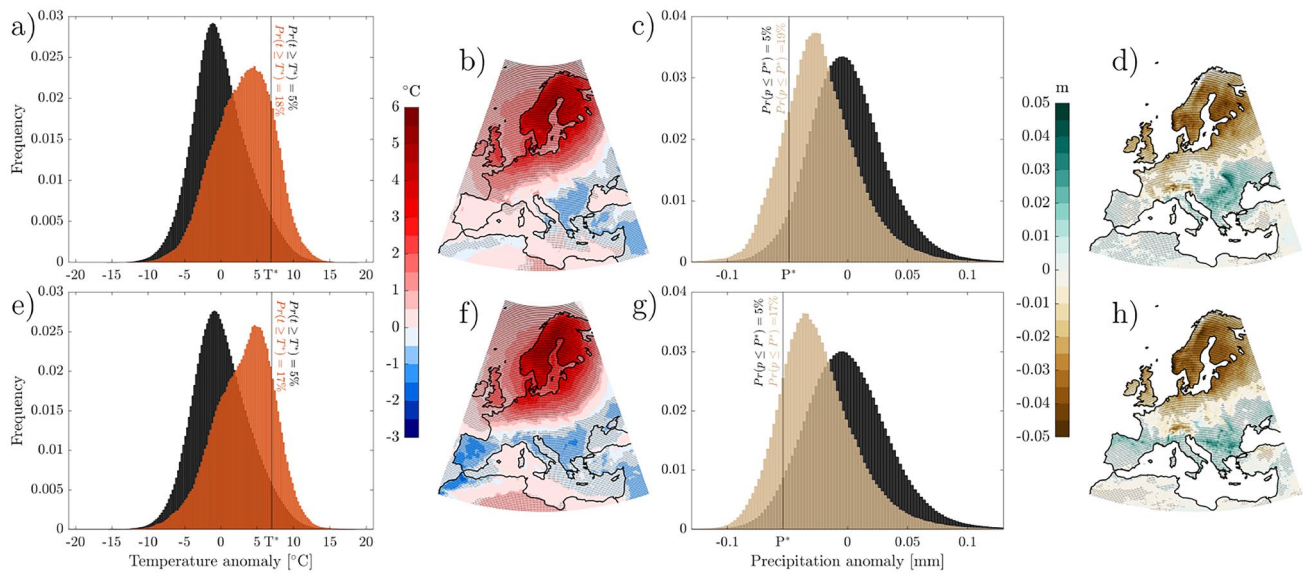 a)
Frequency
0.03
0.025
0.02
0.015
0.01
0.005
0
-20
-15
-10
-5
0
5
T*
10
15
20
Pr(t ≥ T*) = 5%
Pr(t ≥ T*) = 18%
b)
°C
6
5
4
3
2
1
0
-1
-2
-3
c)
0.04
0.03
0.02
0.01
0
-0.1
P*
0
0.05
0.1
Pr(p ≤ P*) = 5%
Pr(p ≤ P*) = 19%
d)
m
0.05
0.04
0.03
0.02
0.01
0
-0.01
-0.02
-0.03
-0.04
-0.05
e)
Frequency
0.03
0.025
0.02
0.015
0.01
0.005
0
-20
-15
-10
-5
0
5
T*
10
15
20
Temperature anomaly [°C]
Pr(t ≥ T*) = 5%
Pr(t ≥ T*) = 17%
f)
g)
0.04
0.03
0.02
0.01
0
-0.1
P*
0
0.05
0.1
Precipitation anomaly [mm]
Pr(p ≤ P*) = 5%
Pr(p ≤ P*) =17%
h)